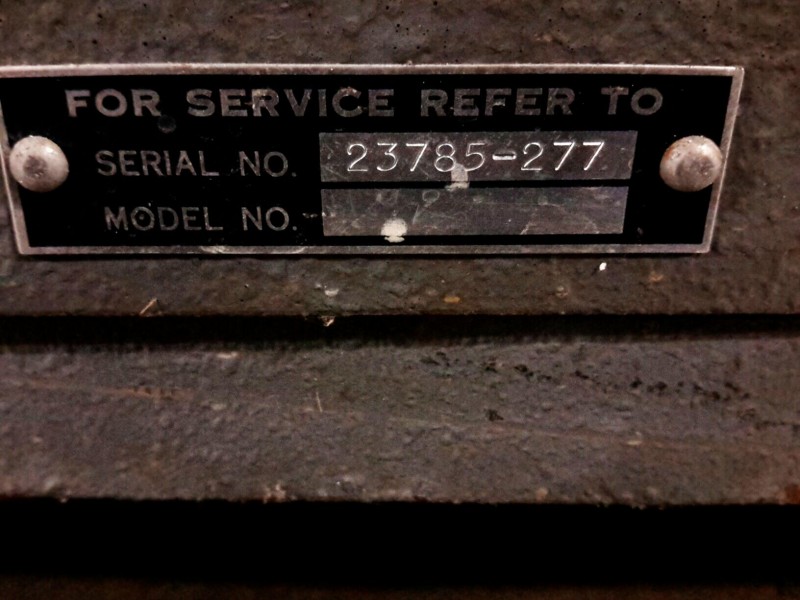 FOR SERVICE REFER TO
SERIAL NO. 23785-277
MODEL NO.